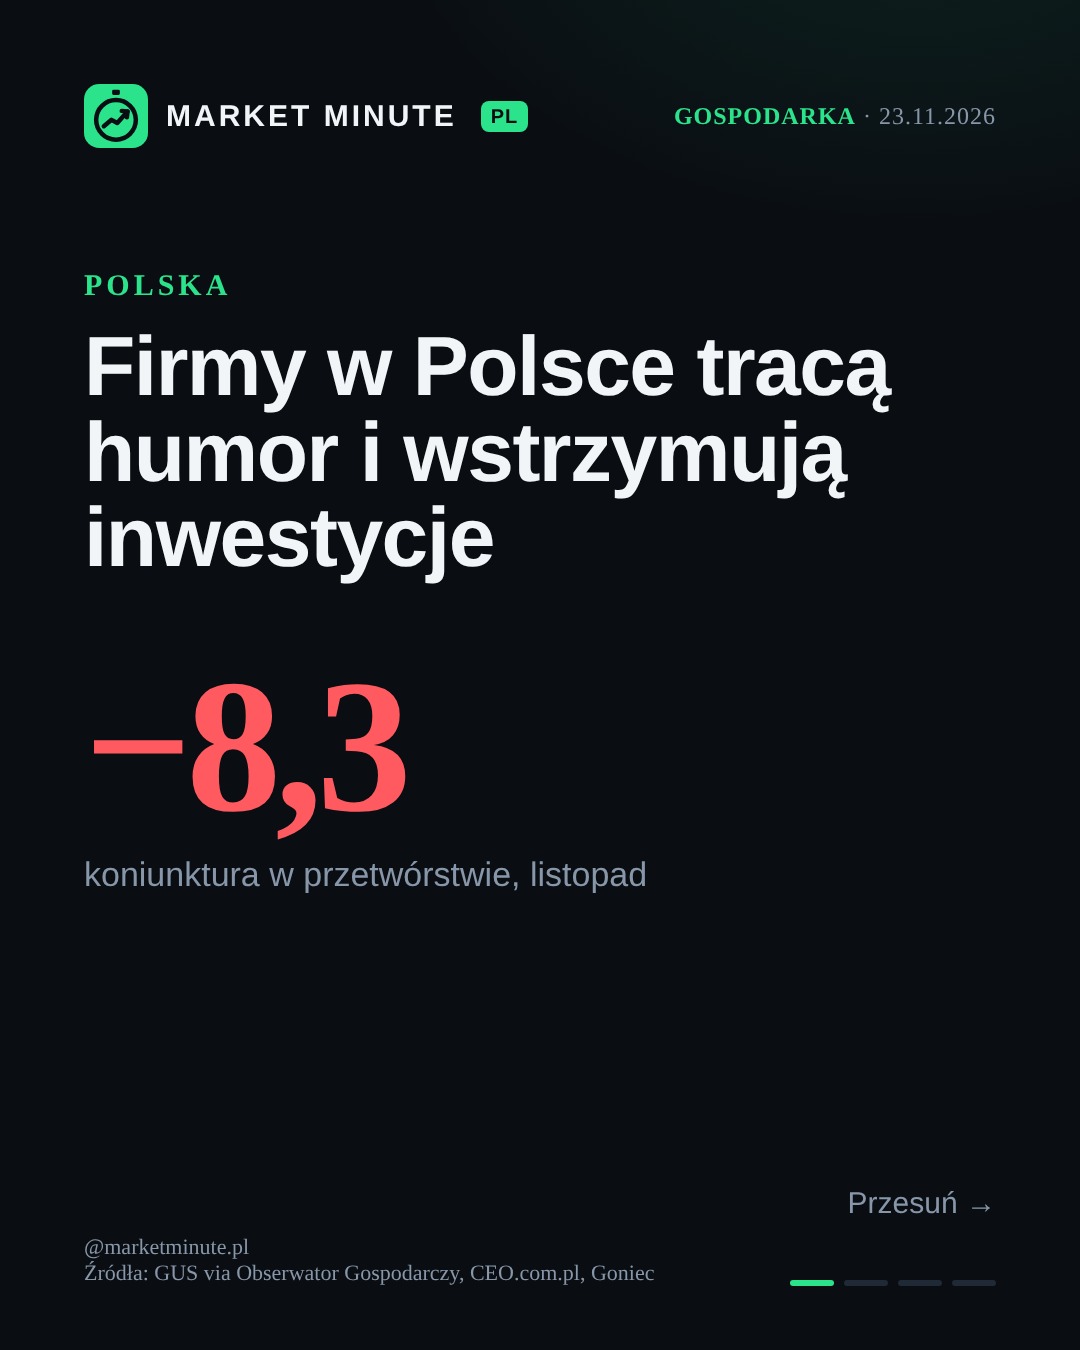 MARKET MINUTE PL
GOSPODARKA · 23.11.2026
POLSKA
Firmy w Polsce tracą
humor i wstrzymują
inwestycje
−8,3
koniunktura w przetwórstwie, listopad
Przesuń →
@marketminute.pl
Źródła: GUS via Obserwator Gospodarczy, CEO.com.pl, Goniec